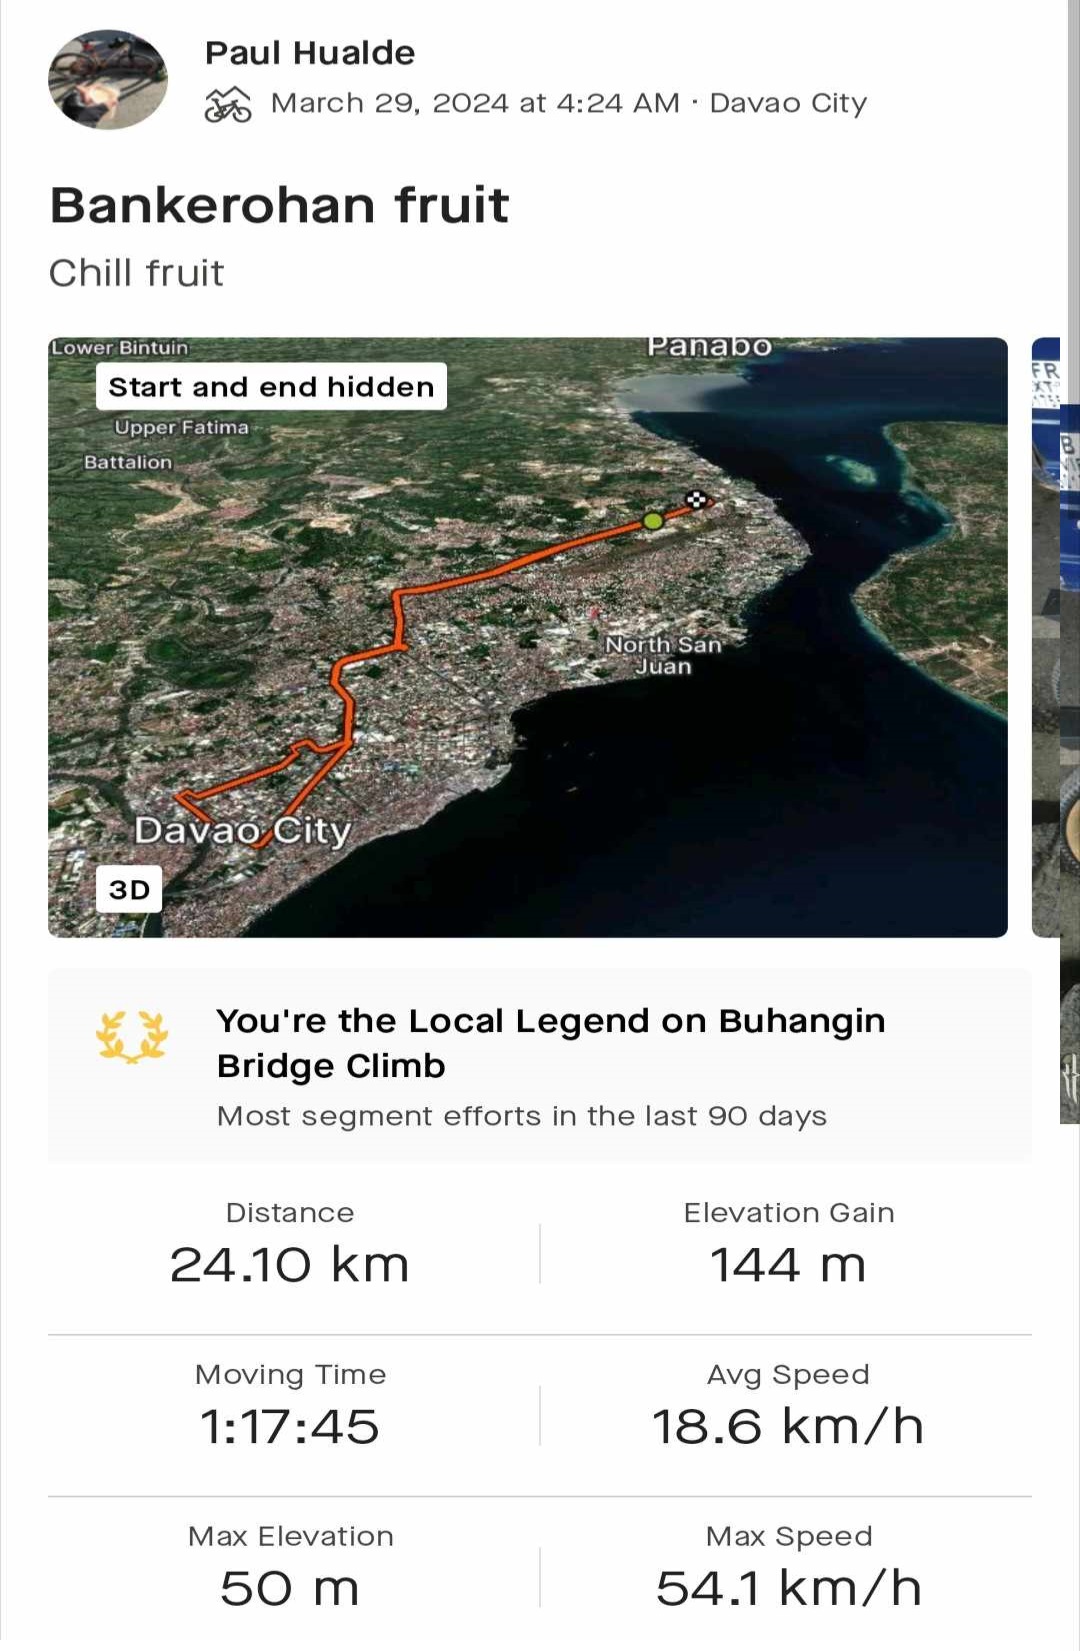 Paul Hualde
March 29, 2024 at 4:24 AM · Davao City
Bankerohan fruit
Chill fruit
Lower Bintuin
Panabo
Start and end hidden
Upper Fatima
Battalion
North San
Juan
Davao City
3D
FR
XT
B
You're the Local Legend on Buhangin
Bridge Climb
Most segment efforts in the last 90 days
Distance
Elevation Gain
24.10 km
144 m
Moving Time
Avg Speed
1:17:45
18.6 km/h
Max Elevation
Max Speed
50 m
54.1 km/h